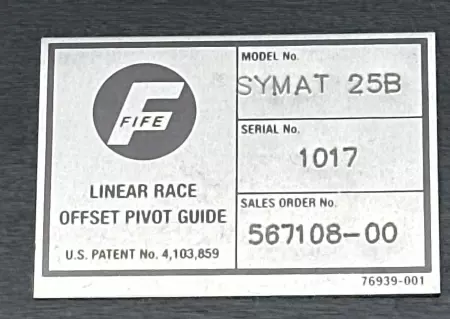 FIFE
LINEAR RACE
OFFSET PIVOT GUIDE
U.S. PATENT No. 4,103,859
MODEL No.
SYMAT 25B
SERIAL No.
1017
SALES ORDER No.
567108-00
76939-001